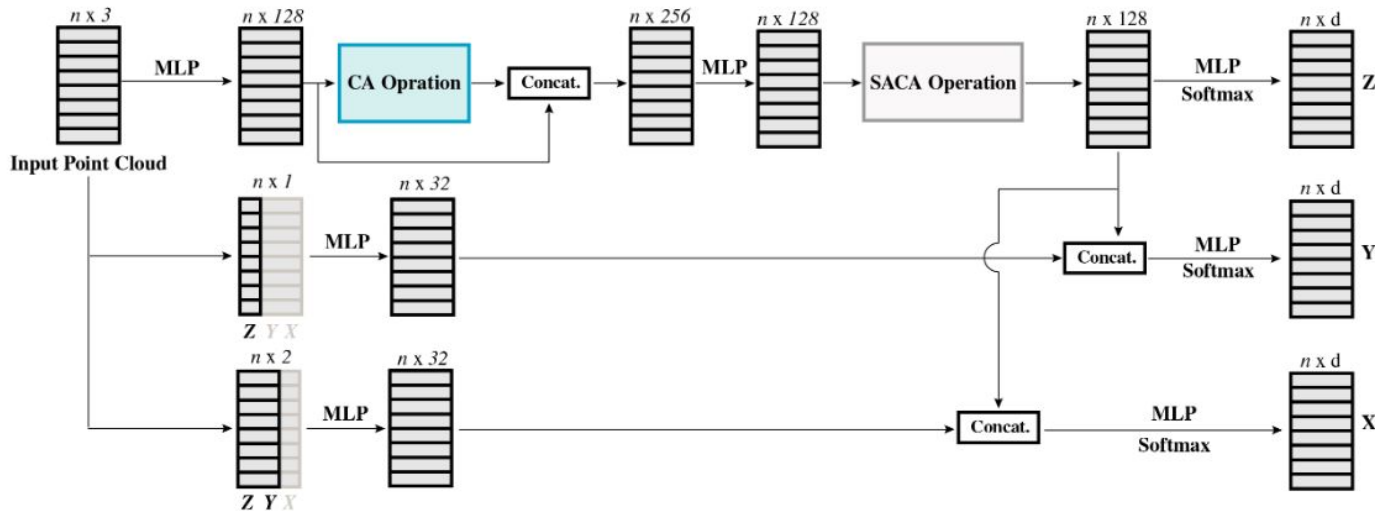 n x 3
n x 128
n x 256
n x 128
n x 128
n x d
MLP
CA Opration
Concat.
MLP
SACA Operation
MLP
Softmax
Z
Input Point Cloud
n x 1
n x 32
n x d
MLP
Concat.
MLP
Softmax
Y
Z Y X
n x 2
n x 32
n x d
MLP
Concat.
MLP
Softmax
X
Z Y X